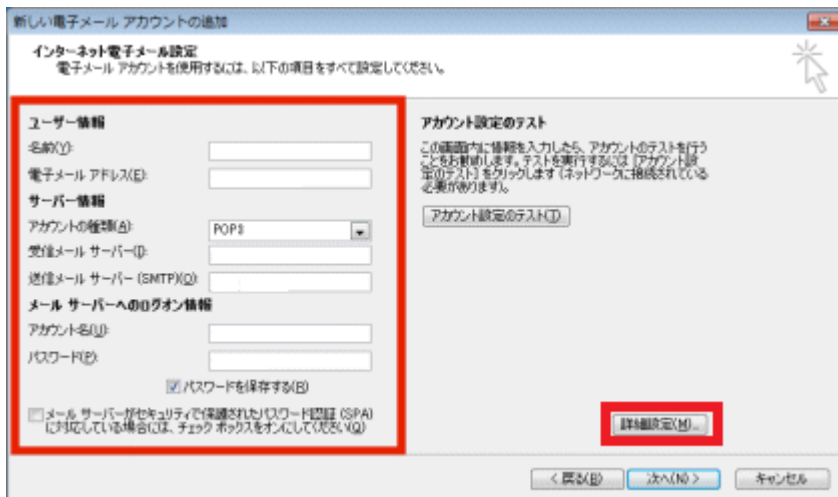 新しい電子メール アカウントの追加
インターネット電子メール設定
電子メール アカウントを使用するには、以下の項目をすべて設定してください。
ユーザー情報
名前(Y):
電子メール アドレス(E):
サーバー情報
アカウントの種類(A):
POP3
受信メール サーバー(I):
送信メール サーバー (SMTP)(O):
メール サーバーへのログオン情報
アカウント名(U):
パスワード(P):
パスワードを保存する(R)
メール サーバーがセキュリティで保護されたパスワード認証 (SPA)
に対応している場合には、チェック ボックスをオンにしてください(Q)
アカウント設定のテスト
この画面内に情報を入力したら、アカウントのテストを行う
ことをお勧めします。テストを実行するには [アカウント設
定のテスト] をクリックします (ネットワークに接続されている
必要があります)。
アカウント設定のテスト(T)
詳細設定(M)...
< 戻る(B)
次へ(N) >
キャンセル